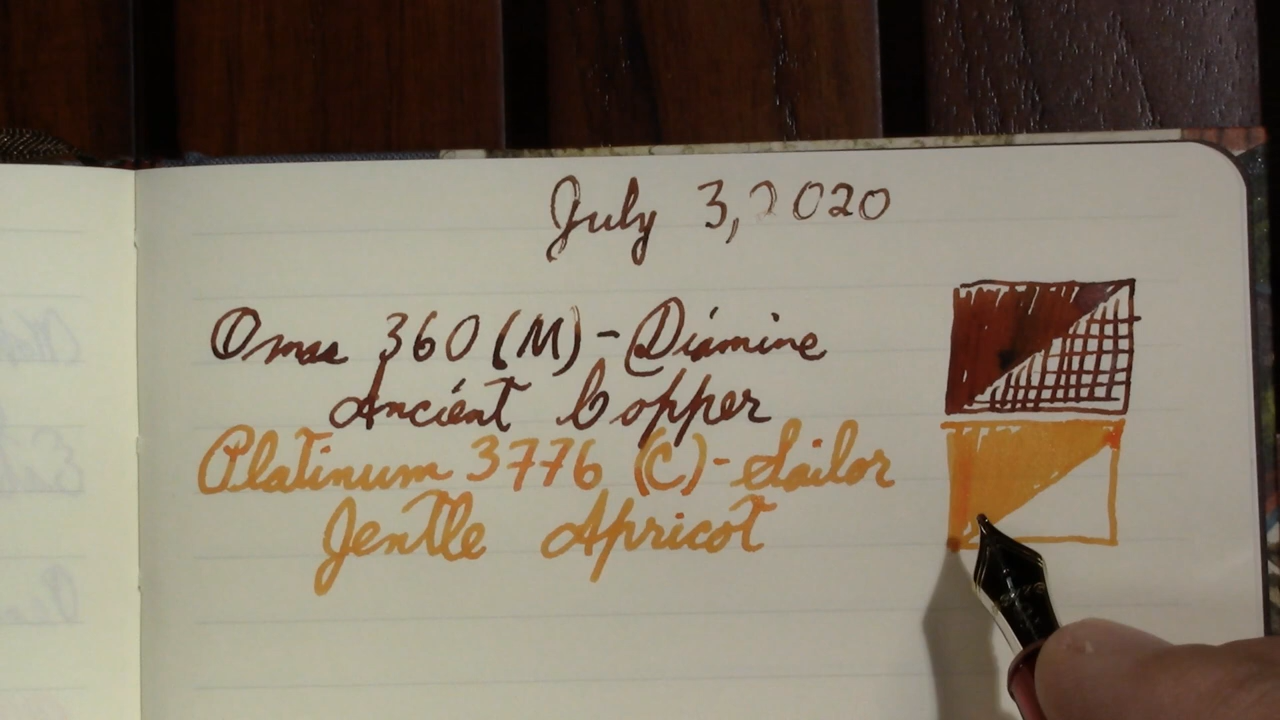 July 3, 2020
Omas 360 (M) - Diamine
Ancient Copper
Platinum 3776 (C) - Sailor
Jentle Apricot